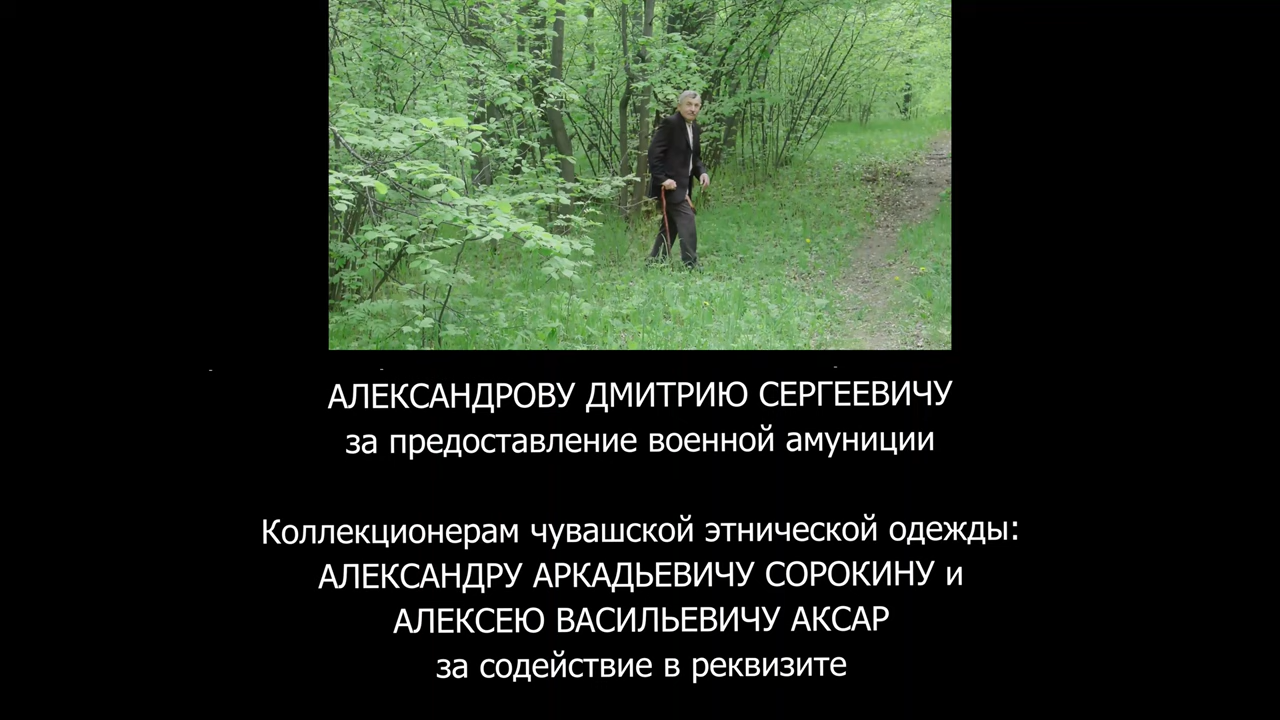 АЛЕКСАНДРОВУ ДМИТРИЮ СЕРГЕЕВИЧУ
за предоставление военной амуниции
Коллекционерам чувашской этнической одежды:
АЛЕКСАНДРУ АРКАДЬЕВИЧУ СОРОКИНУ и
АЛЕКСЕЮ ВАСИЛЬЕВИЧУ АКСАР
за содействие в реквизите